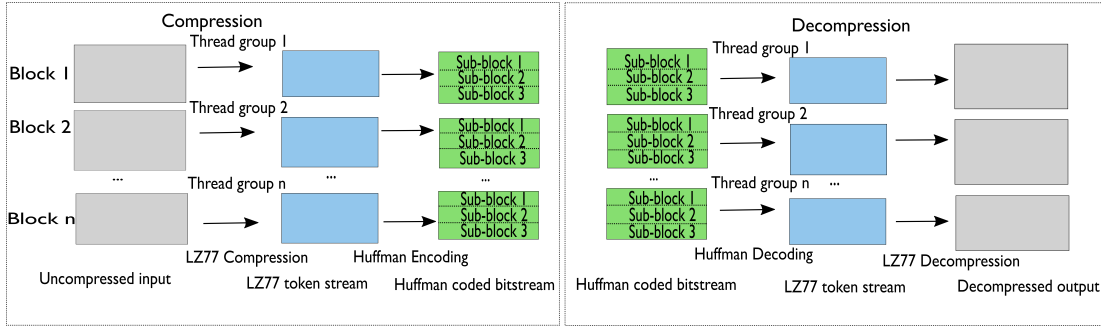 Compression
Thread group 1
Block 1
Sub-block 1
Sub-block 2
Sub-block 3
Thread group 2
Block 2
Sub-block 1
Sub-block 2
Sub-block 3
... ... ...
Thread group n
Block n
Sub-block 1
Sub-block 2
Sub-block 3
LZ77 Compression
Huffman Encoding
Uncompressed input
LZ77 token stream
Huffman coded bitstream
Decompression
Thread group 1
Sub-block 1
Sub-block 2
Sub-block 3
Thread group 2
Sub-block 1
Sub-block 2
Sub-block 3
... ...
Thread group n
Sub-block 1
Sub-block 2
Sub-block 3
Huffman Decoding
LZ77 Decompression
Huffman coded bitstream
LZ77 token stream
Decompressed output